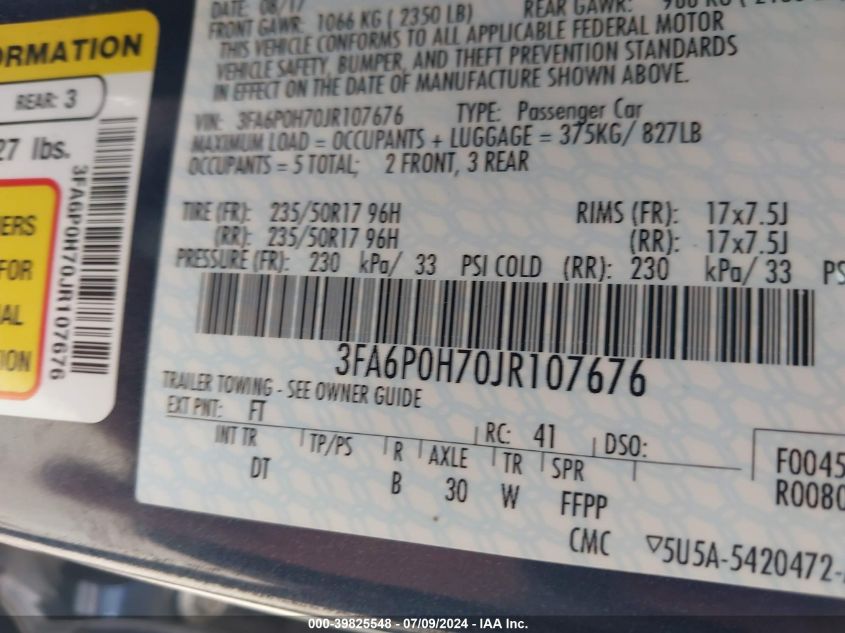 DATE: 08/17
FRONT GAWR: 1066 KG ( 2350 LB) REAR GAWR:
THIS VEHICLE CONFORMS TO ALL APPLICABLE FEDERAL MOTOR
VEHICLE SAFETY, BUMPER, AND THEFT PREVENTION STANDARDS
IN EFFECT ON THE DATE OF MANUFACTURE SHOWN ABOVE.
VIN: 3FA6P0H70JR107676 TYPE: Passenger Car
MAXIMUM LOAD = OCCUPANTS + LUGGAGE = 375KG/ 827LB
OCCUPANTS = 5 TOTAL; 2 FRONT, 3 REAR
TIRE (FR): 235/50R17 96H RIMS (FR): 17x7.5J
(RR): 235/50R17 96H (RR): 17x7.5J
PRESSURE (FR): 230 kPa/ 33 PSI COLD (RR): 230 kPa/ 33 PS
3FA6P0H70JR107676
TRAILER TOWING - SEE OWNER GUIDE
EXT PNT: FT RC: 41 DSO:
INT TR TP/PS R AXLE TR SPR
DT B 30 W FFPP
F0045
R0080
CMC ▽5U5A-5420472-
ORMATION
REAR: 3
27 lbs.
3FA6P0H70JR107676
ERS
FOR
AL
ION
000-39825548 - 07/09/2024 - IAA Inc.